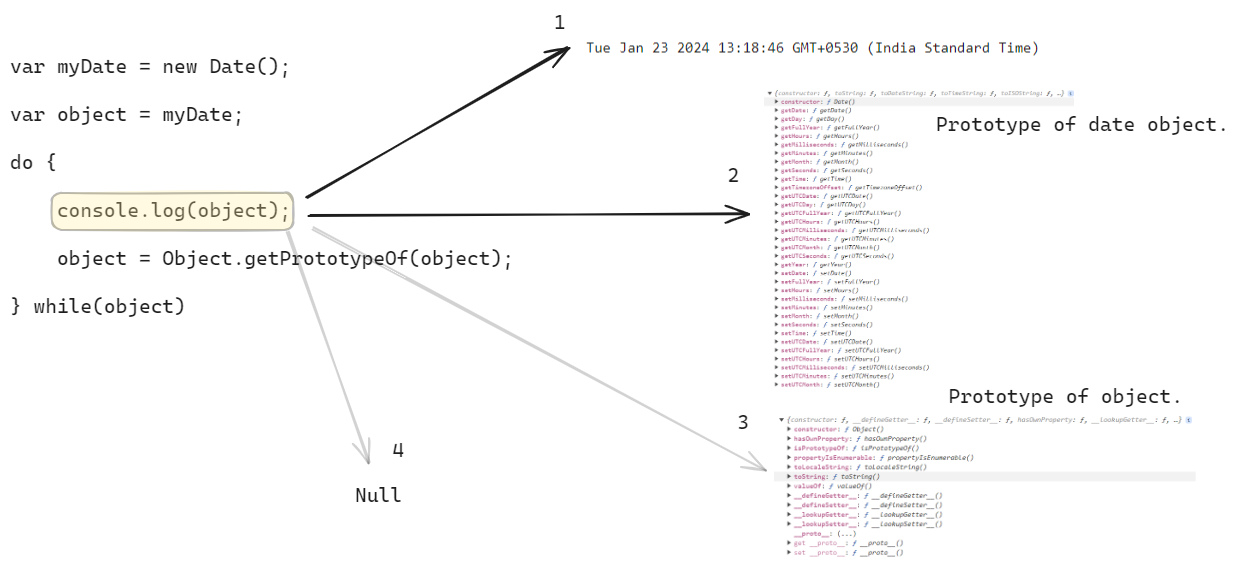 var myDate = new Date();
var object = myDate;
do {
console.log(object);
object = Object.getPrototypeOf(object);
} while(object)
1
Tue Jan 23 2024 13:18:46 GMT+0530 (India Standard Time)
2
Prototype of date object.
▼ {constructor: ƒ, toString: ƒ, toDateString: ƒ, toTimeString: ƒ, toISOString: ƒ, …} i
▶ constructor: ƒ Date()
▶ getDate: ƒ getDate()
▶ getDay: ƒ getDay()
▶ getFullYear: ƒ getFullYear()
▶ getHours: ƒ getHours()
▶ getMilliseconds: ƒ getMilliseconds()
▶ getMinutes: ƒ getMinutes()
▶ getMonth: ƒ getMonth()
▶ getSeconds: ƒ getSeconds()
▶ getTime: ƒ getTime()
▶ getTimezoneOffset: ƒ getTimezoneOffset()
▶ getUTCDate: ƒ getUTCDate()
▶ getUTCDay: ƒ getUTCDay()
▶ getUTCFullYear: ƒ getUTCFullYear()
▶ getUTCHours: ƒ getUTCHours()
▶ getUTCMilliseconds: ƒ getUTCMilliseconds()
▶ getUTCMinutes: ƒ getUTCMinutes()
▶ getUTCMonth: ƒ getUTCMonth()
▶ getUTCSeconds: ƒ getUTCSeconds()
▶ getYear: ƒ getYear()
▶ setDate: ƒ setDate()
▶ setFullYear: ƒ setFullYear()
▶ setHours: ƒ setHours()
▶ setMilliseconds: ƒ setMilliseconds()
▶ setMinutes: ƒ setMinutes()
▶ setMonth: ƒ setMonth()
▶ setSeconds: ƒ setSeconds()
▶ setTime: ƒ setTime()
▶ setUTCDate: ƒ setUTCDate()
▶ setUTCFullYear: ƒ setUTCFullYear()
▶ setUTCHours: ƒ setUTCHours()
▶ setUTCMilliseconds: ƒ setUTCMilliseconds()
▶ setUTCMinutes: ƒ setUTCMinutes()
▶ setUTCMonth: ƒ setUTCMonth()
Prototype of object.
3
▼ {constructor: ƒ, __defineGetter__: ƒ, __defineSetter__: ƒ, hasOwnProperty: ƒ, __lookupGetter__: ƒ, …} i
▶ constructor: ƒ Object()
▶ hasOwnProperty: ƒ hasOwnProperty()
▶ isPrototypeOf: ƒ isPrototypeOf()
▶ propertyIsEnumerable: ƒ propertyIsEnumerable()
▶ toLocaleString: ƒ toLocaleString()
▶ toString: ƒ toString()
▶ valueOf: ƒ valueOf()
▶ __defineGetter__: ƒ __defineGetter__()
▶ __defineSetter__: ƒ __defineSetter__()
▶ __lookupGetter__: ƒ __lookupGetter__()
▶ __lookupSetter__: ƒ __lookupSetter__()
__proto__: (...)
▶ get __proto__: ƒ __proto__()
▶ set __proto__: ƒ __proto__()
4
Null